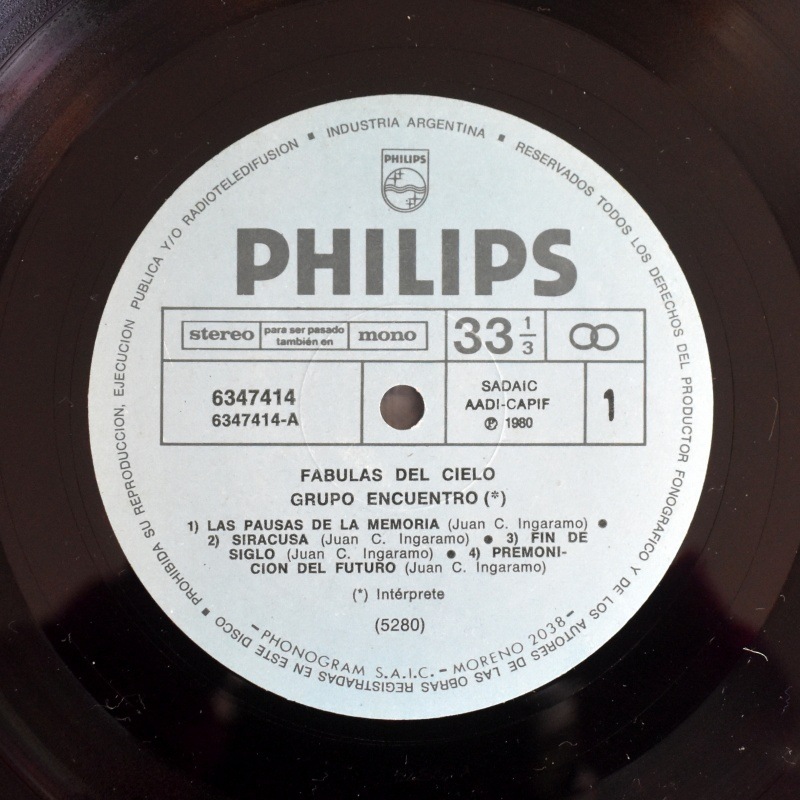 PROHIBIDA SU REPRODUCCION, EJECUCION PUBLICA Y/O RADIOTELEDIFUSION ■ INDUSTRIA ARGENTINA ■ RESERVADOS TODOS LOS DERECHOS DEL PRODUCTOR FONOGRAFICO Y DE LOS AUTORES DE LAS OBRAS REGISTRADAS EN ESTE DISCO ■
PHILIPS
PHILIPS
stereo para ser pasado también en mono
33 1/3
6347414
6347414-A
SADAIC
AADI-CAPIF
℗ 1980
1
FABULAS DEL CIELO
GRUPO ENCUENTRO (*)
1) LAS PAUSAS DE LA MEMORIA (Juan C. Ingaramo) ●
2) SIRACUSA (Juan C. Ingaramo) ● 3) FIN DE
SIGLO (Juan C. Ingaramo) ● 4) PREMONI-
CION DEL FUTURO (Juan C. Ingaramo)
(*) Intérprete
(5280)
- PHONOGRAM S.A.I.C. - MORENO 2038 -